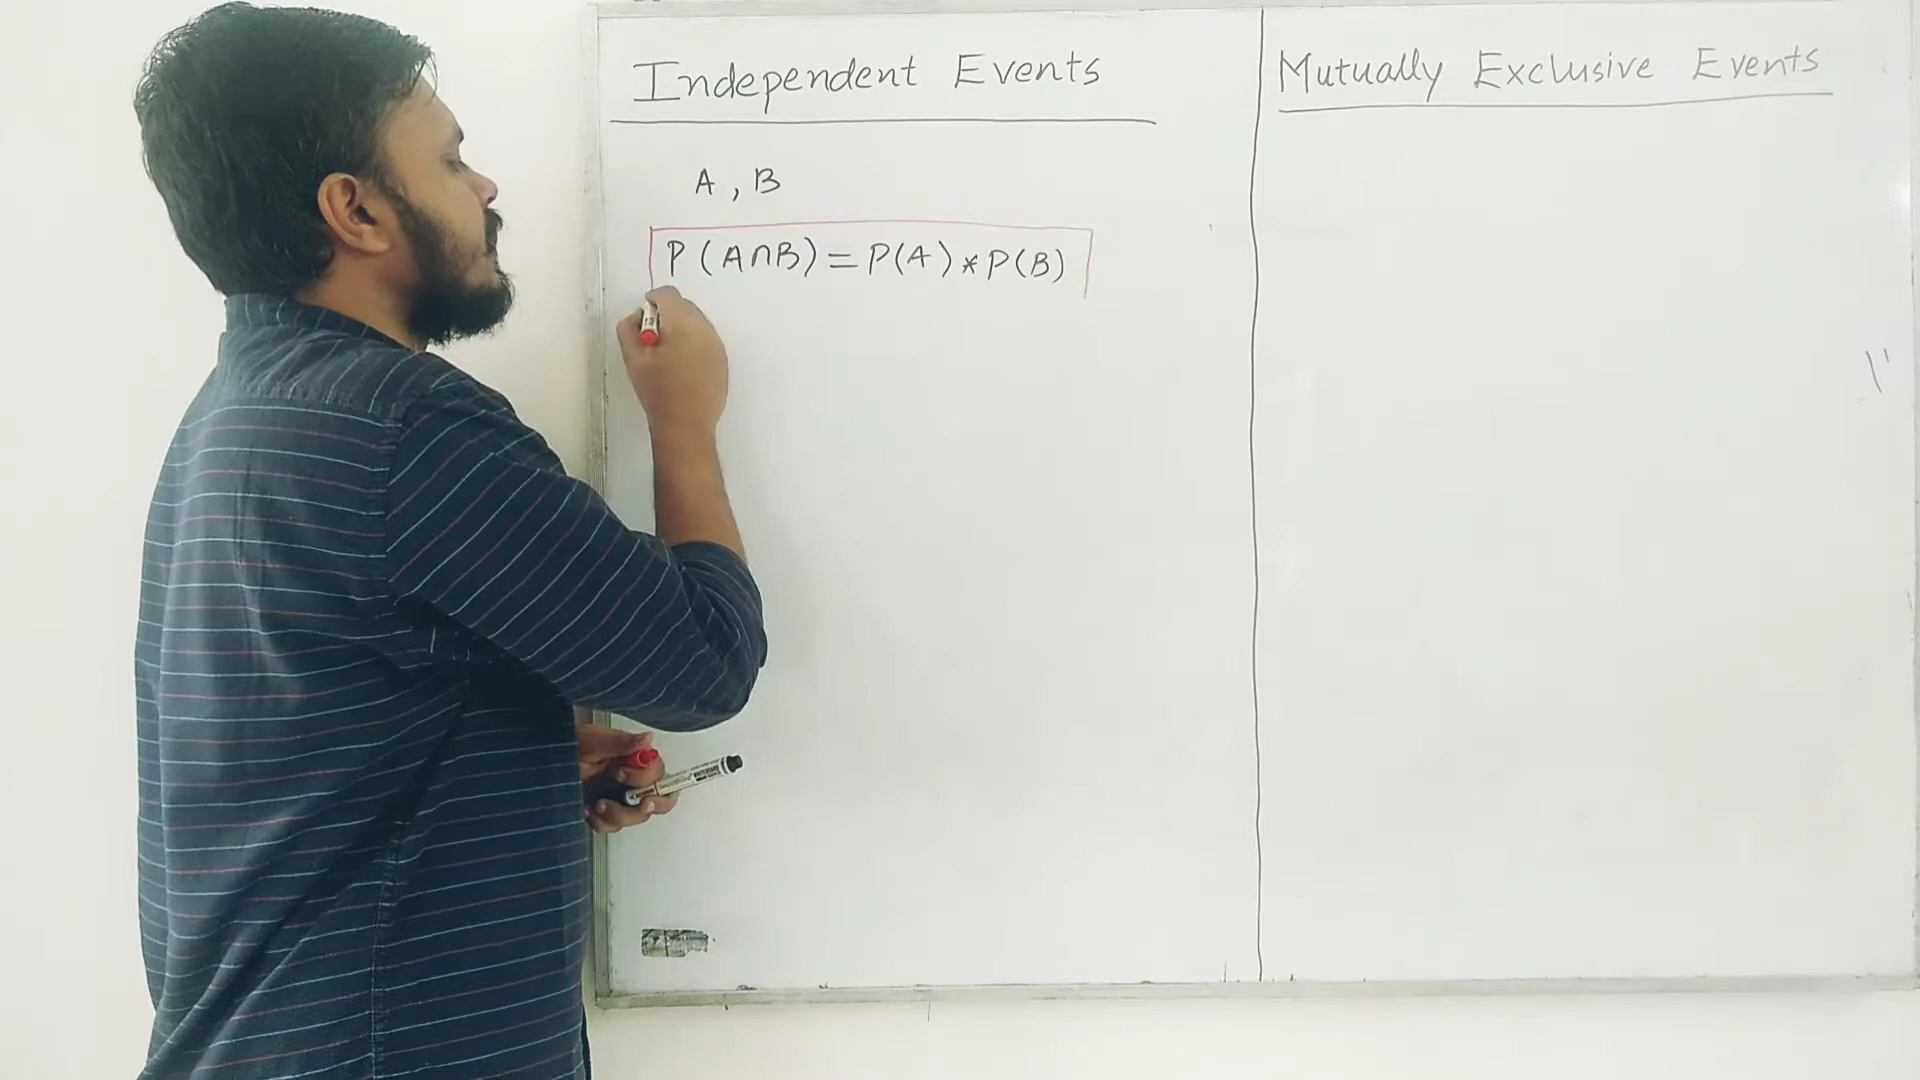 Independent Events
A , B
P (A∩B) = P(A) * P(B)
Mutually Exclusive Events